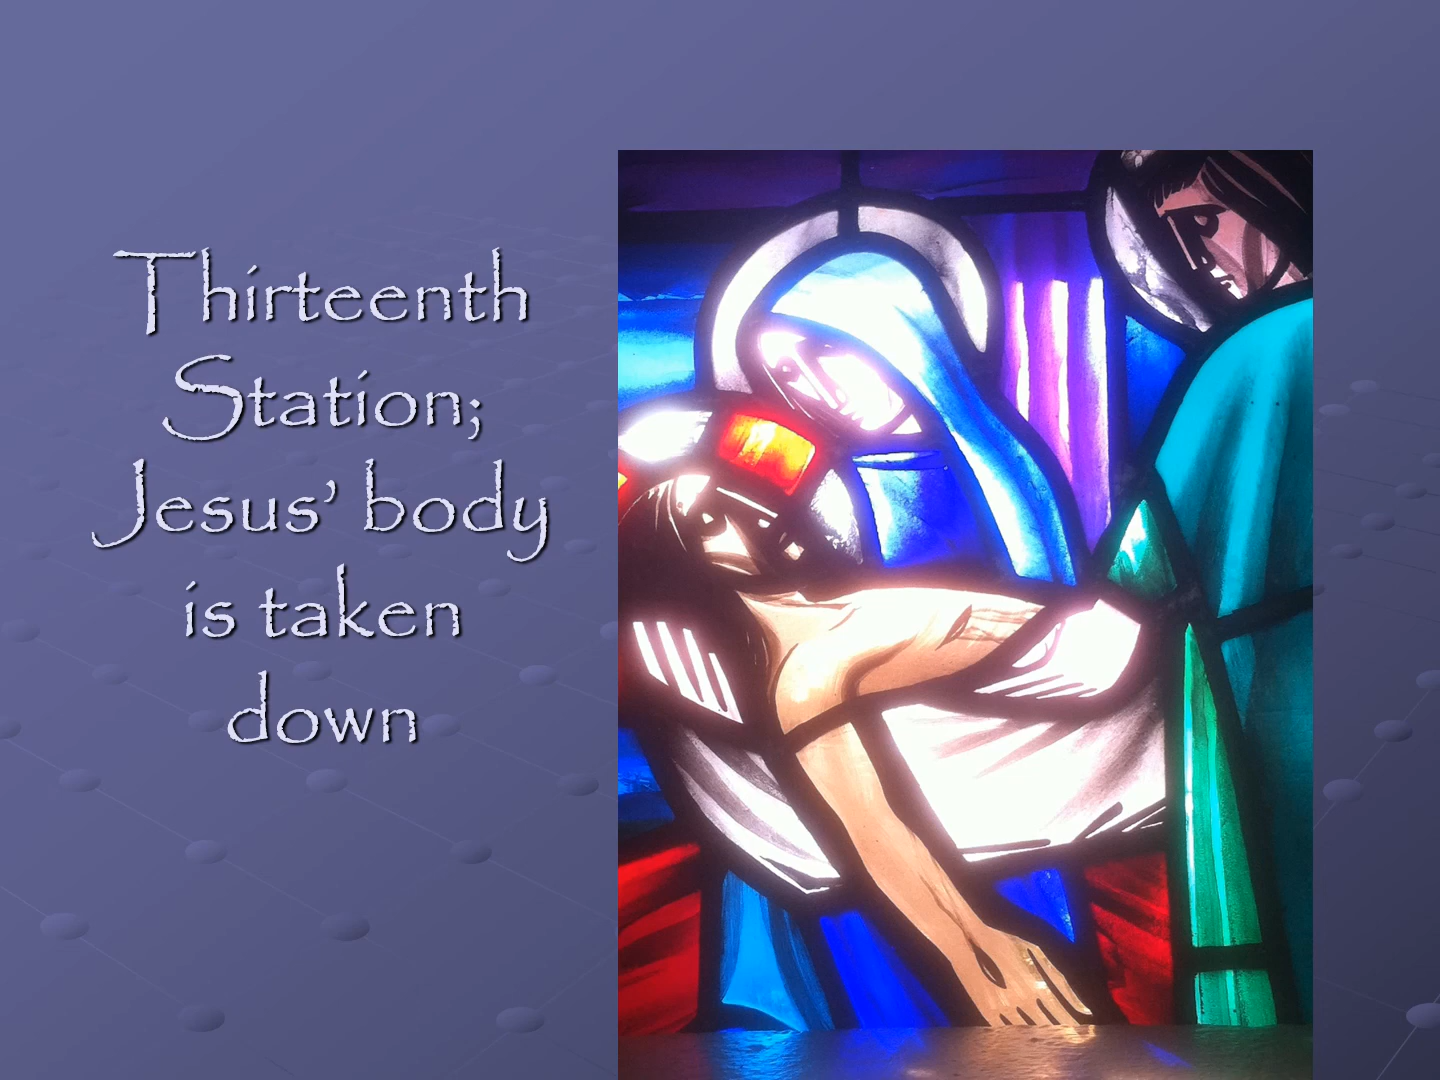 Thirteenth
Station;
Jesus’ body
is taken
down